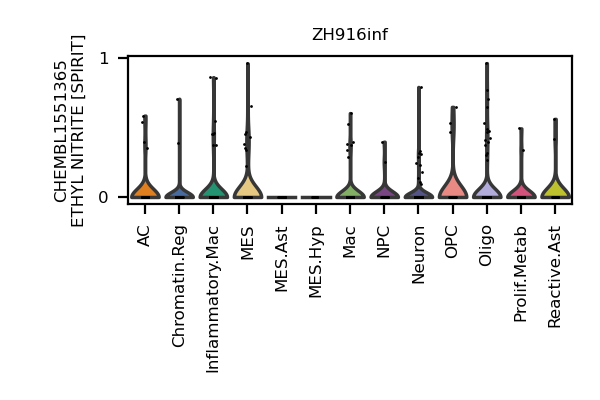 ZH916inf
CHEMBL1551365
ETHYL NITRITE [SPIRIT]
1
0
AC
Chromatin.Reg
Inflammatory.Mac
MES
MES.Ast
MES.Hyp
Mac
NPC
Neuron
OPC
Oligo
Prolif.Metab
Reactive.Ast